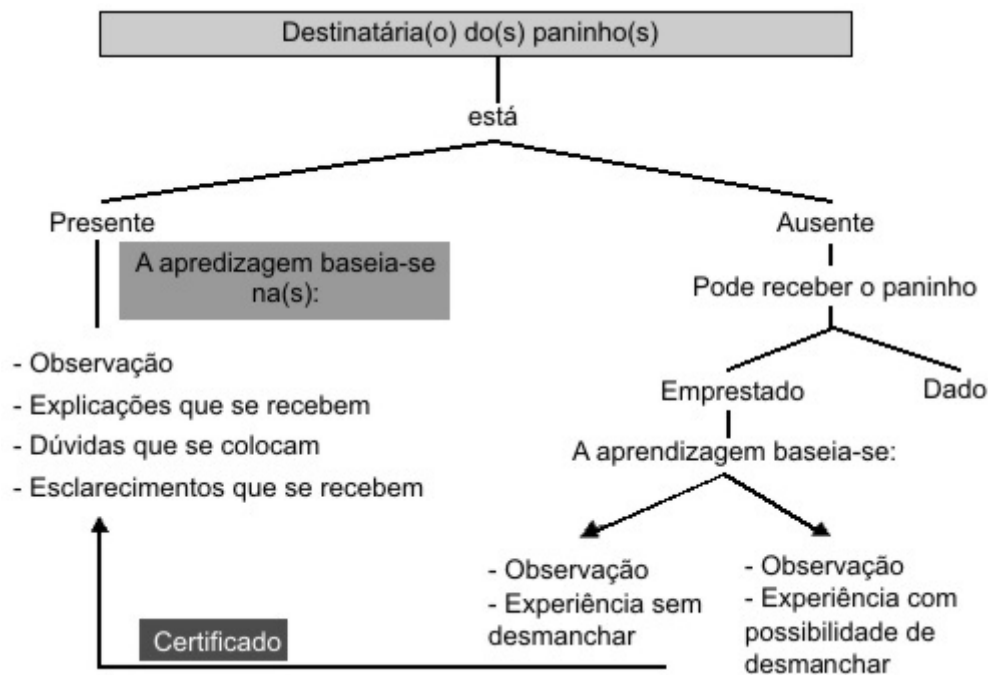 Destinatária(o) do(s) paninho(s)
está
Presente
Ausente
A apredizagem baseia-se
na(s):
Pode receber o paninho
- Observação
- Explicações que se recebem
- Dúvidas que se colocam
- Esclarecimentos que se recebem
Emprestado
Dado
A aprendizagem baseia-se:
- Observação
- Experiência sem
desmanchar
- Observação
- Experiência com
possibilidade de
desmanchar
Certificado